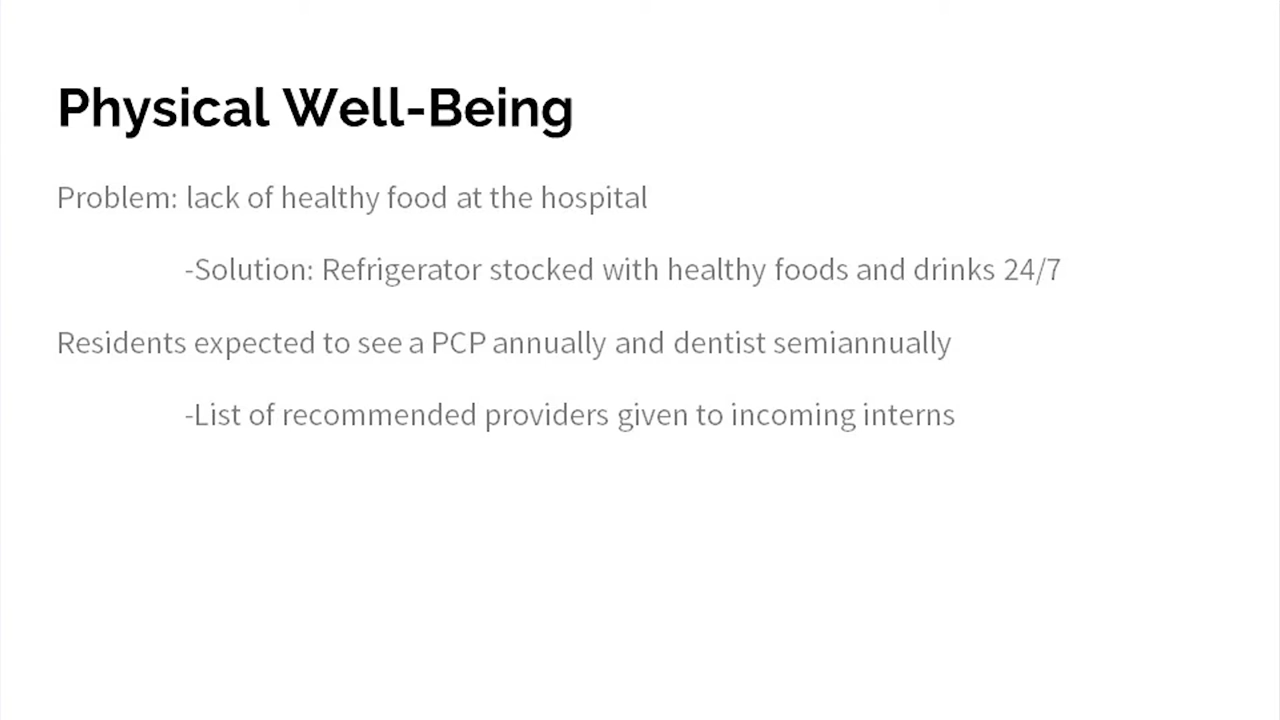 Physical Well-Being
Problem: lack of healthy food at the hospital
-Solution: Refrigerator stocked with healthy foods and drinks 24/7
Residents expected to see a PCP annually and dentist semiannually
-List of recommended providers given to incoming interns